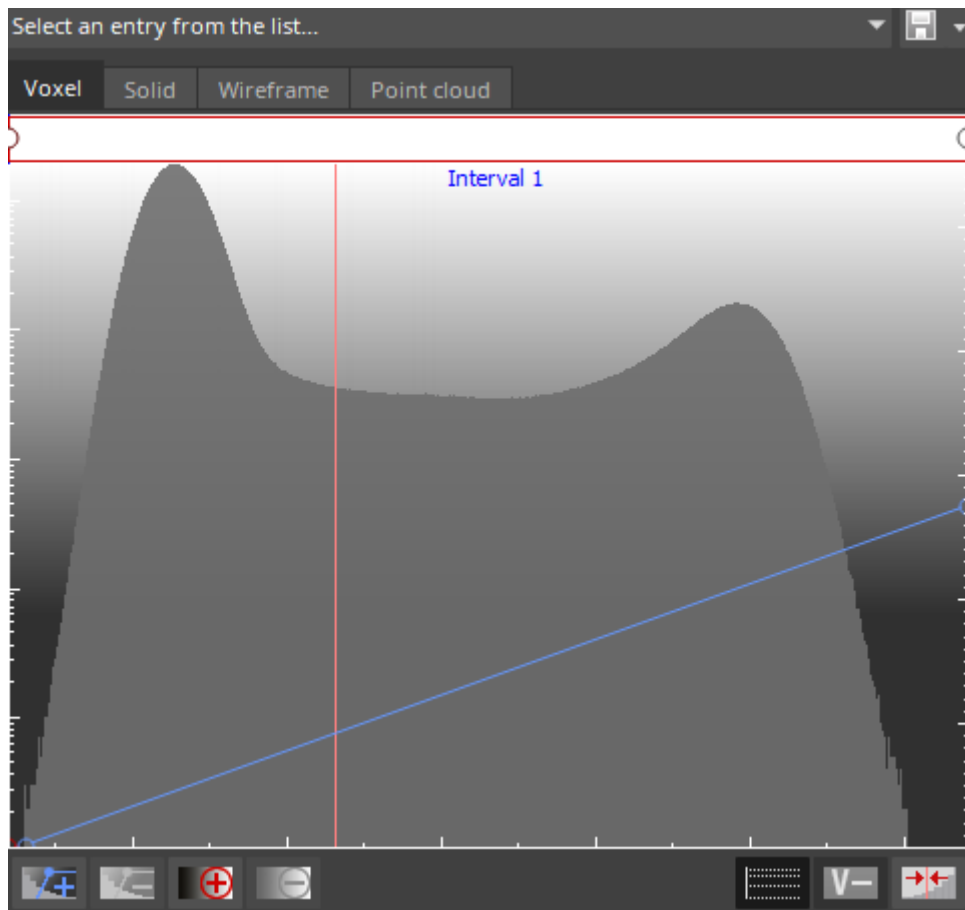 Select an entry from the list...
Voxel Solid Wireframe Point cloud
Interval 1
V–